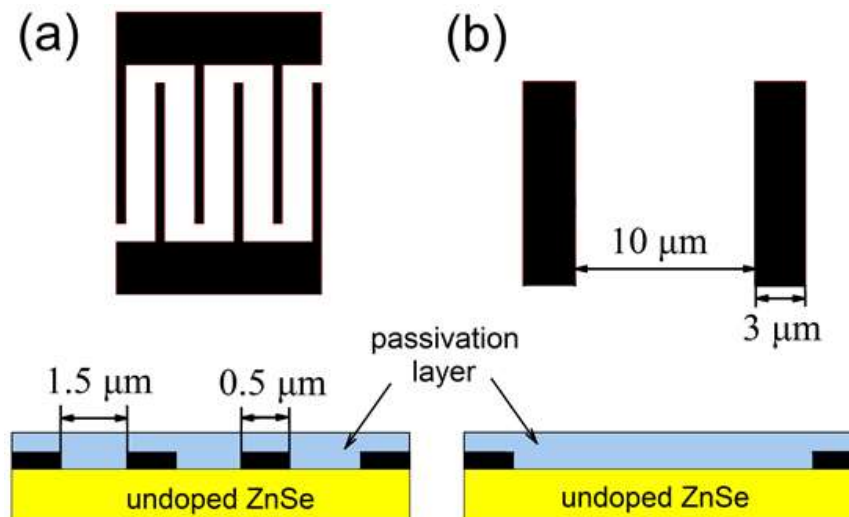 (a)
(b)
10 μm
3 μm
passivation
layer
1.5 μm
0.5 μm
undoped ZnSe
undoped ZnSe